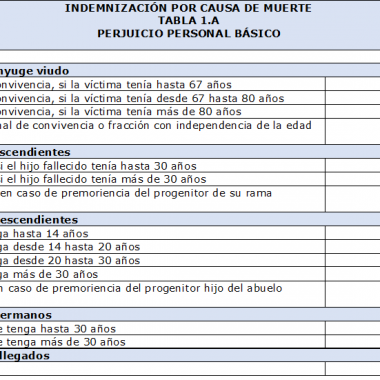 INDEMNIZACIÓN POR CAUSA DE MUERTE
TABLA 1.A
PERJUICIO PERSONAL BÁSICO
nyuge viudo
onvivencia, si la víctima tenía hasta 67 años
onvivencia, si la víctima tenía desde 67 hasta 80 años
onvivencia, si la víctima tenía más de 80 años
nal de convivencia o fracción con independencia de la edad
scendientes
si el hijo fallecido tenía hasta 30 años
si el hijo fallecido tenía más de 30 años
en caso de premoriencia del progenitor de su rama
escendientes
ga hasta 14 años
ga desde 14 hasta 20 años
ga desde 20 hasta 30 años
ga más de 30 años
n caso de premoriencia del progenitor hijo del abuelo
ermanos
e tenga hasta 30 años
e tenga más de 30 años
llegados